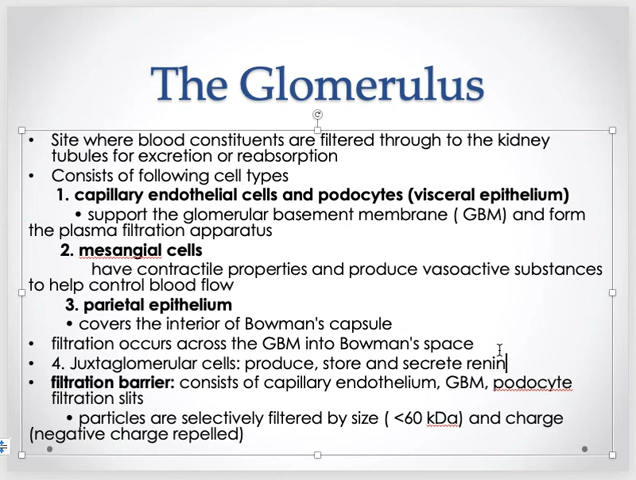 The Glomerulus
• Site where blood constituents are filtered through to the kidney
tubules for excretion or reabsorption
• Consists of following cell types
1. capillary endothelial cells and podocytes (visceral epithelium)
• support the glomerular basement membrane ( GBM) and form
the plasma filtration apparatus
2. mesangial cells
have contractile properties and produce vasoactive substances
to help control blood flow
3. parietal epithelium
• covers the interior of Bowman's capsule
• filtration occurs across the GBM into Bowman's space
• 4. Juxtaglomerular cells: produce, store and secrete renin
• filtration barrier: consists of capillary endothelium, GBM, podocyte
filtration slits
• particles are selectively filtered by size ( <60 kDa) and charge
(negative charge repelled)